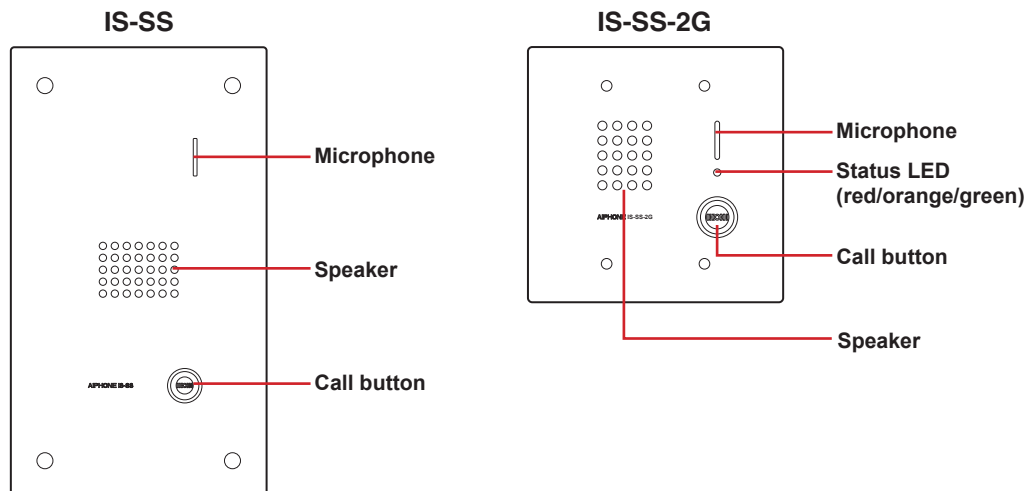 IS-SS
Microphone
Speaker
AIPHONE IS-SS
Call button
IS-SS-2G
Microphone
Status LED
(red/orange/green)
AIPHONE IS-SS-2G
Call button
Speaker